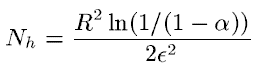 N_h = \frac{R^2 \ln(1/(1 - \alpha))}{2\epsilon^2}